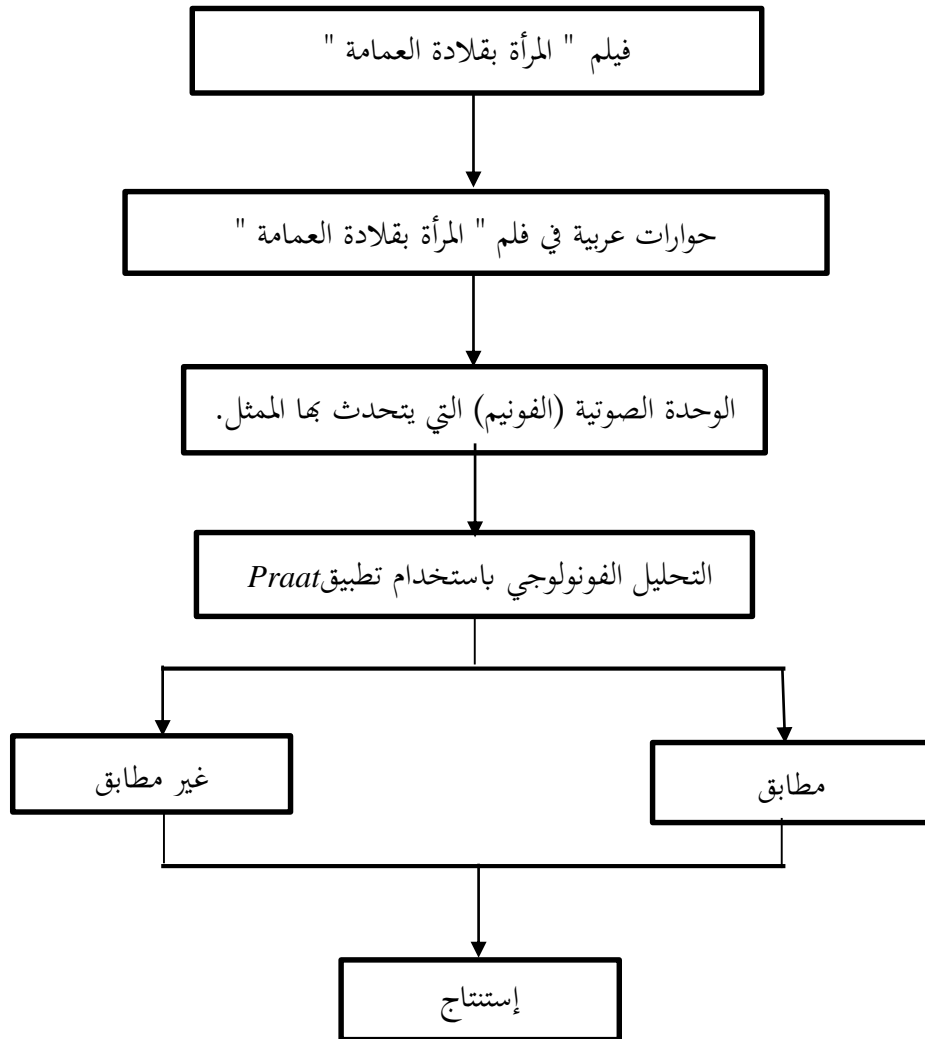 فيلم " المرأة بقلادة العمامة "
حوارات عربية في فلم " المرأة بقلادة العمامة "
الوحدة الصوتية (الفونيم) التي يتحدث بها الممثل.
التحليل الفونولوجي باستخدام تطبيقPraat
مطابق
غير مطابق
إستنتاج